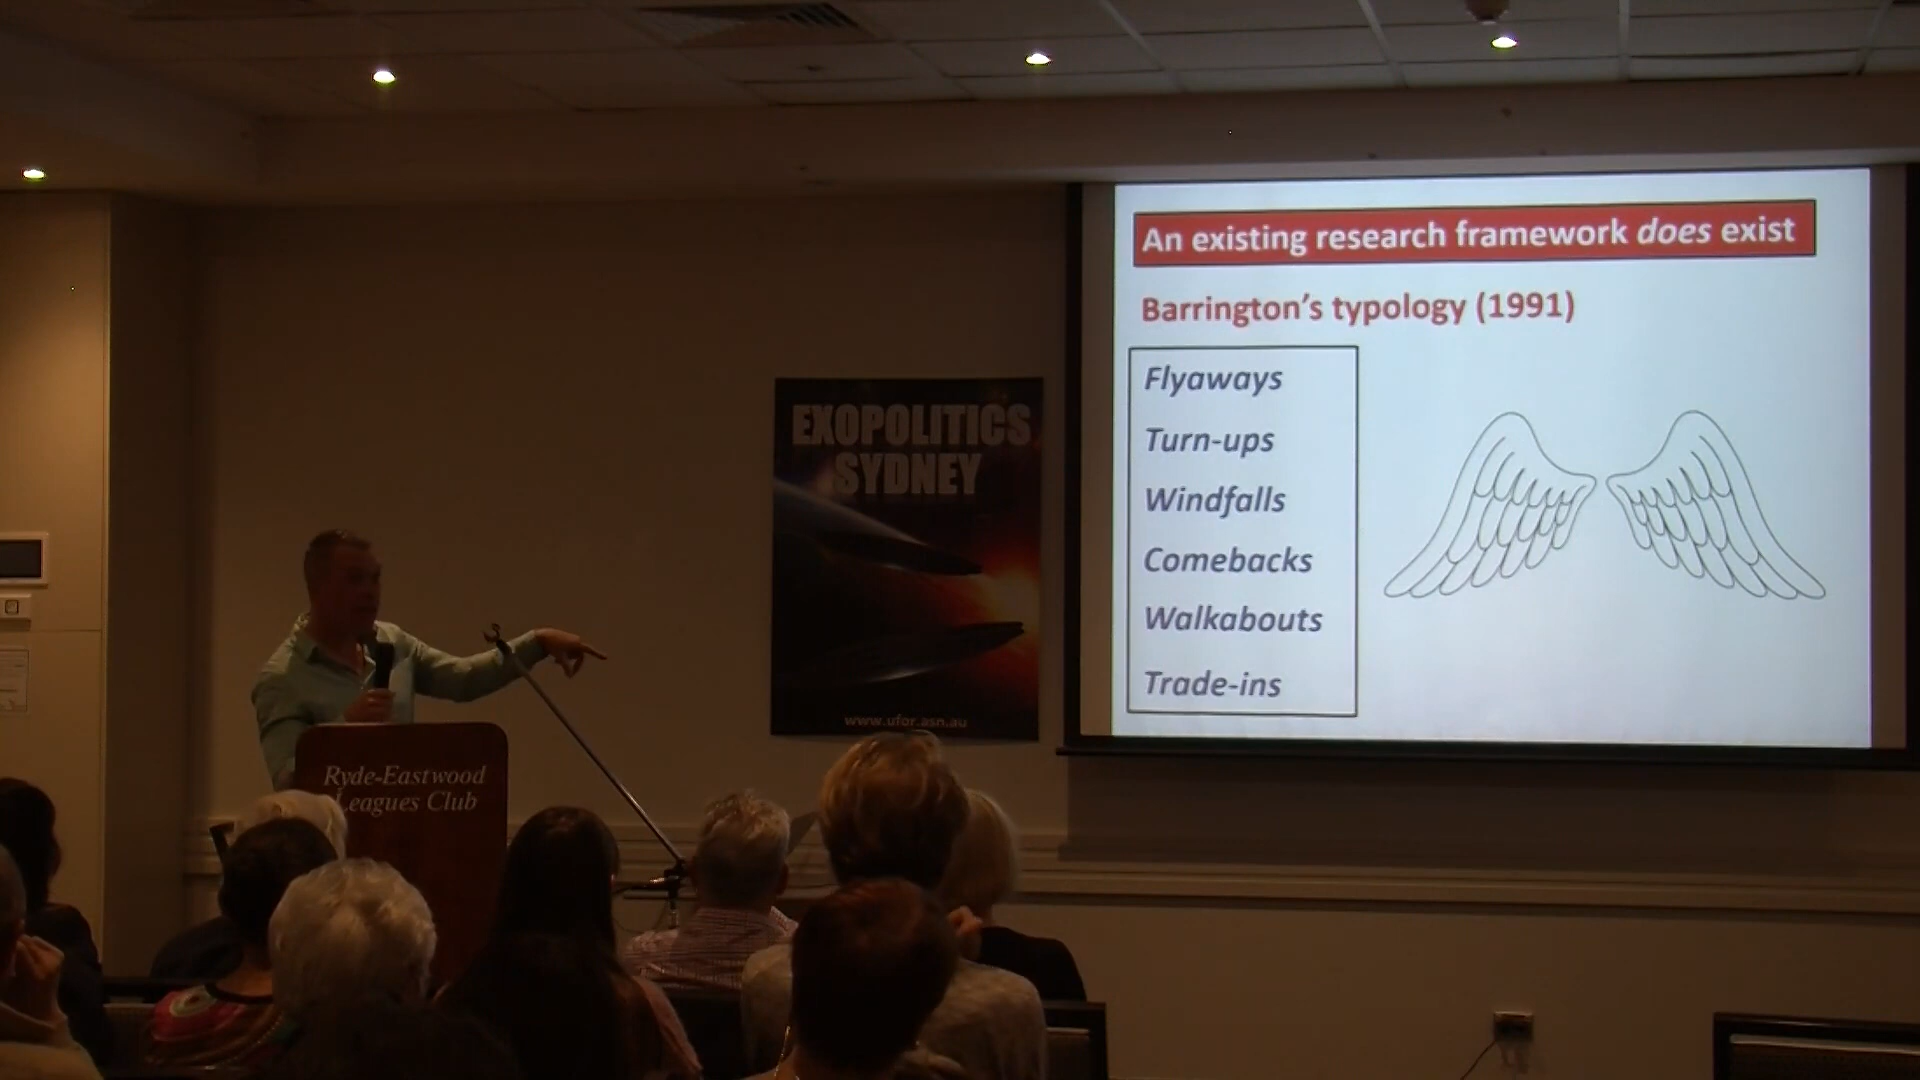 An existing research framework does exist
Barrington's typology (1991)
Flyaways
Turn-ups
Windfalls
Comebacks
Walkabouts
Trade-ins
EXOPOLITICS
SYDNEY
www.ufor.asn.au
Ryde-Eastwood
Leagues Club